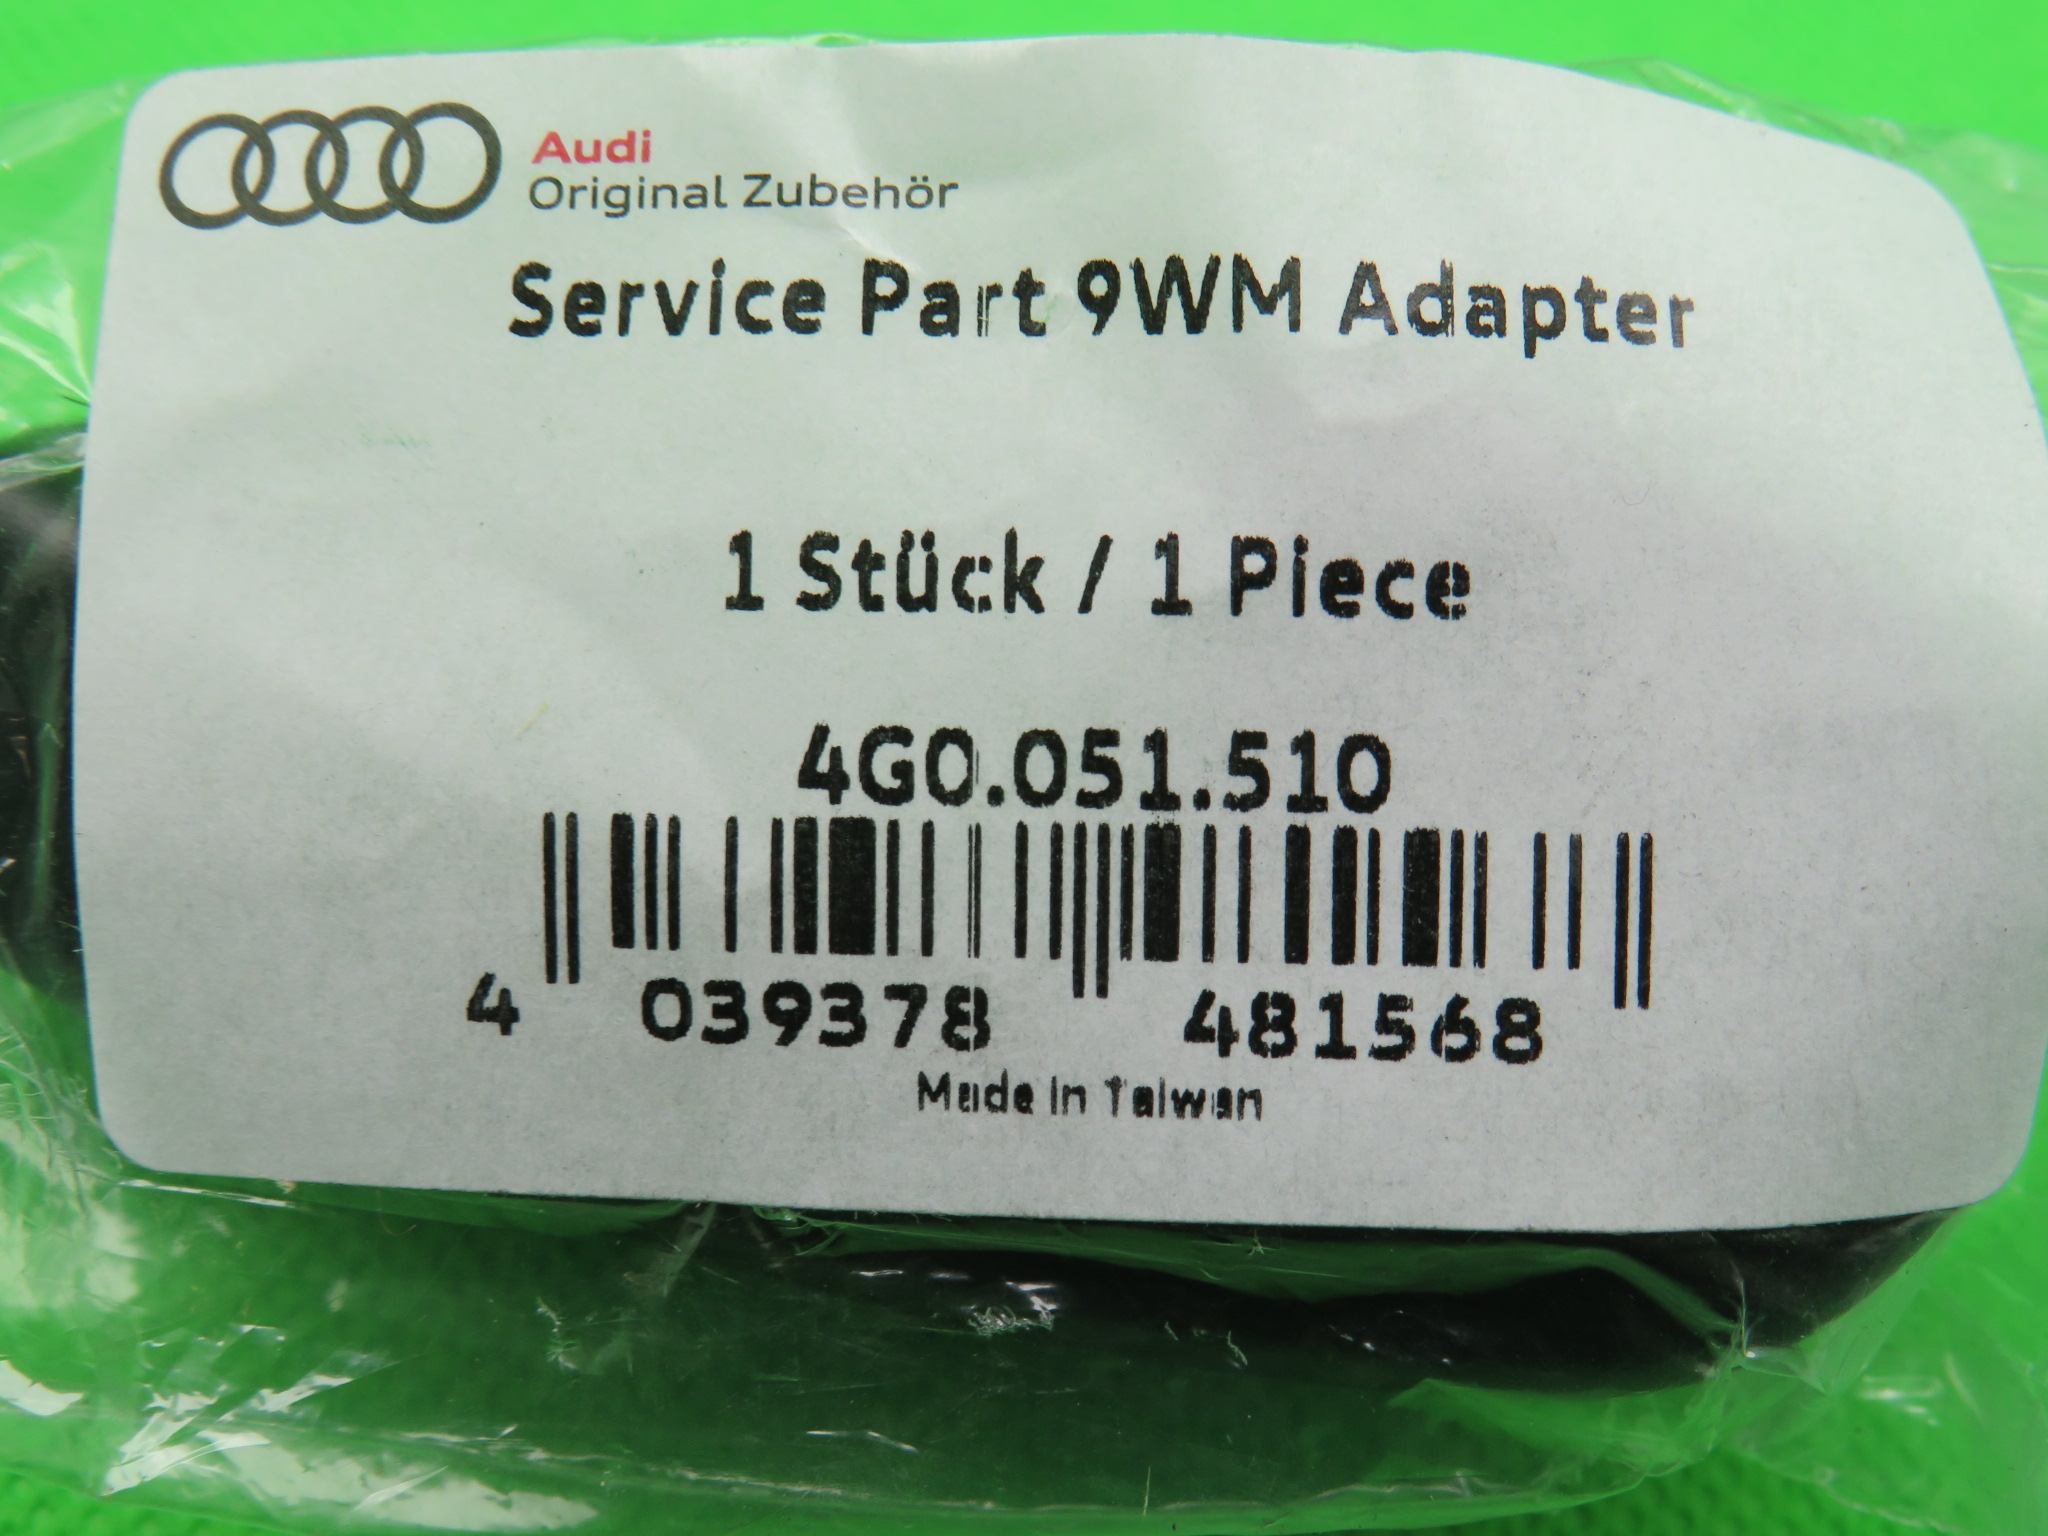 Audi
Original Zubehör
Service Part 9WM Adapter
1 Stück / 1 Piece
4G0.051.510
4 039378 481568
Made in Taiwan